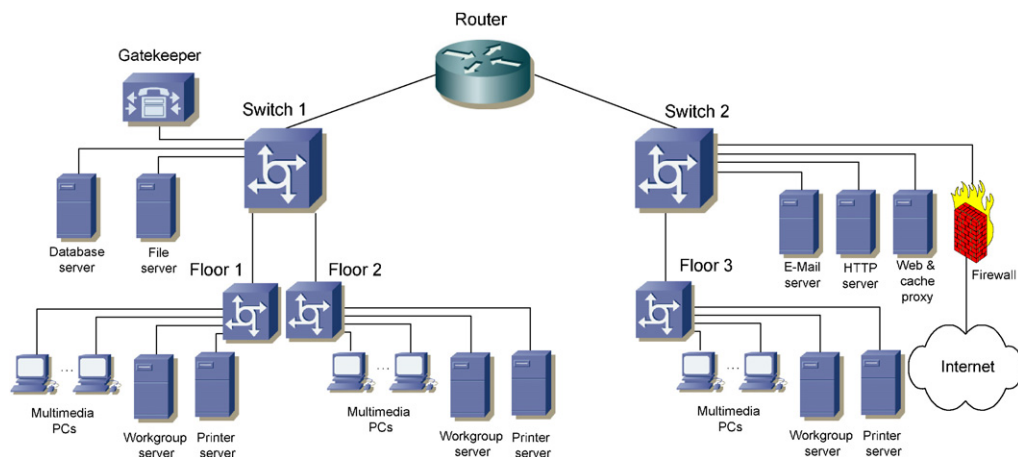 Router
Gatekeeper
Switch 1
Switch 2
Database
server
File
server
E-Mail
server
HTTP
server
Web &
cache
proxy
Firewall
Floor 1
Floor 2
Floor 3
Internet
Multimedia
PCs
Workgroup
server
Printer
server
Multimedia
PCs
Workgroup
server
Printer
server
Multimedia
PCs
Workgroup
server
Printer
server